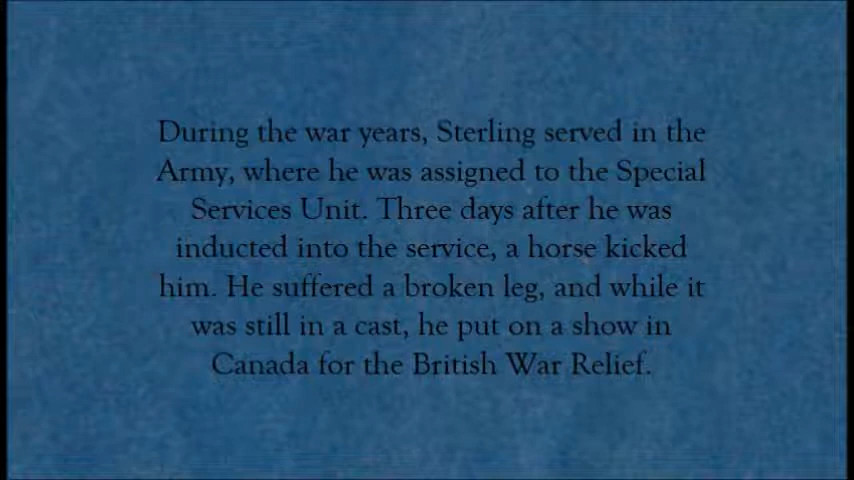 During the war years, Sterling served in the
Army, where he was assigned to the Special
Services Unit. Three days after he was
inducted into the service, a horse kicked
him. He suffered a broken leg, and while it
was still in a cast, he put on a show in
Canada for the British War Relief.